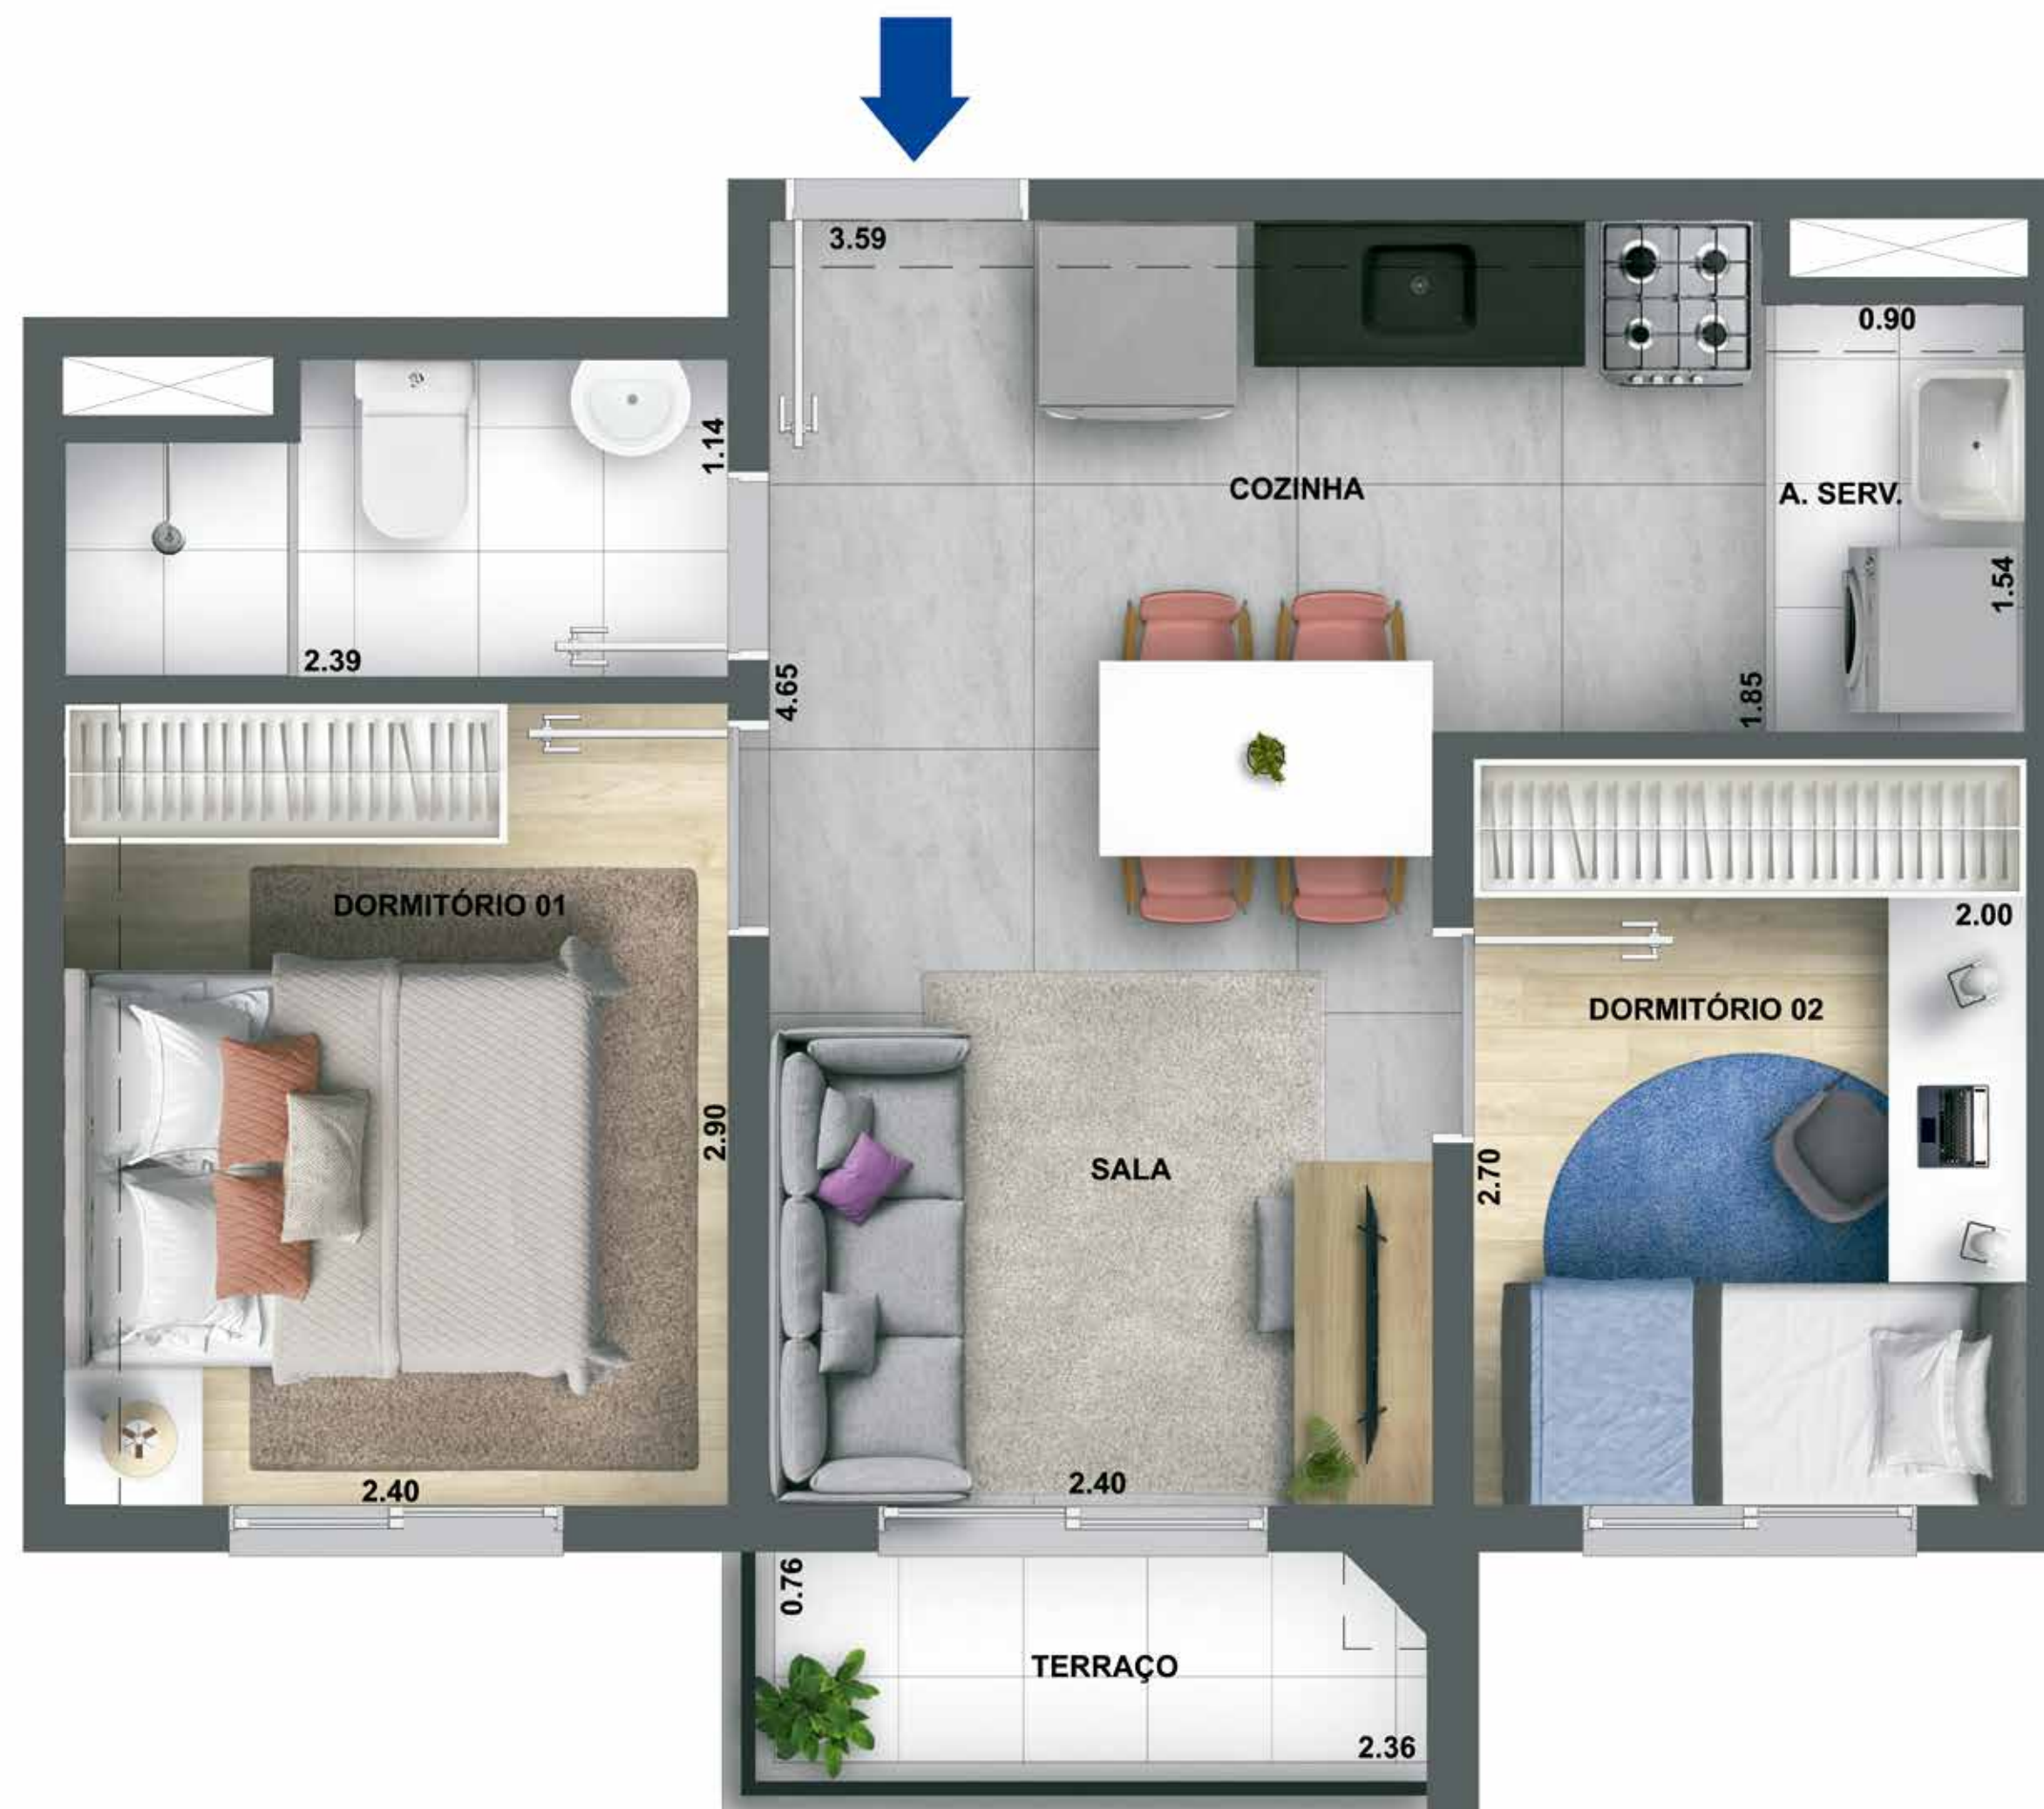 3.59
0.90
1.14
COZINHA
A. SERV.
1.54
2.39
4.65
1.85
DORMITÓRIO 01
2.00
DORMITÓRIO 02
2.90
SALA
2.70
2.40
2.40
0.76
TERRAÇO
2.36